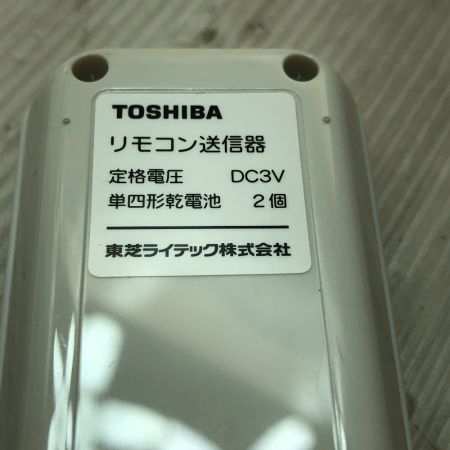 TOSHIBA
リモコン送信器
定格電圧 DC3V
単四形乾電池 2個
東芝ライテック株式会社